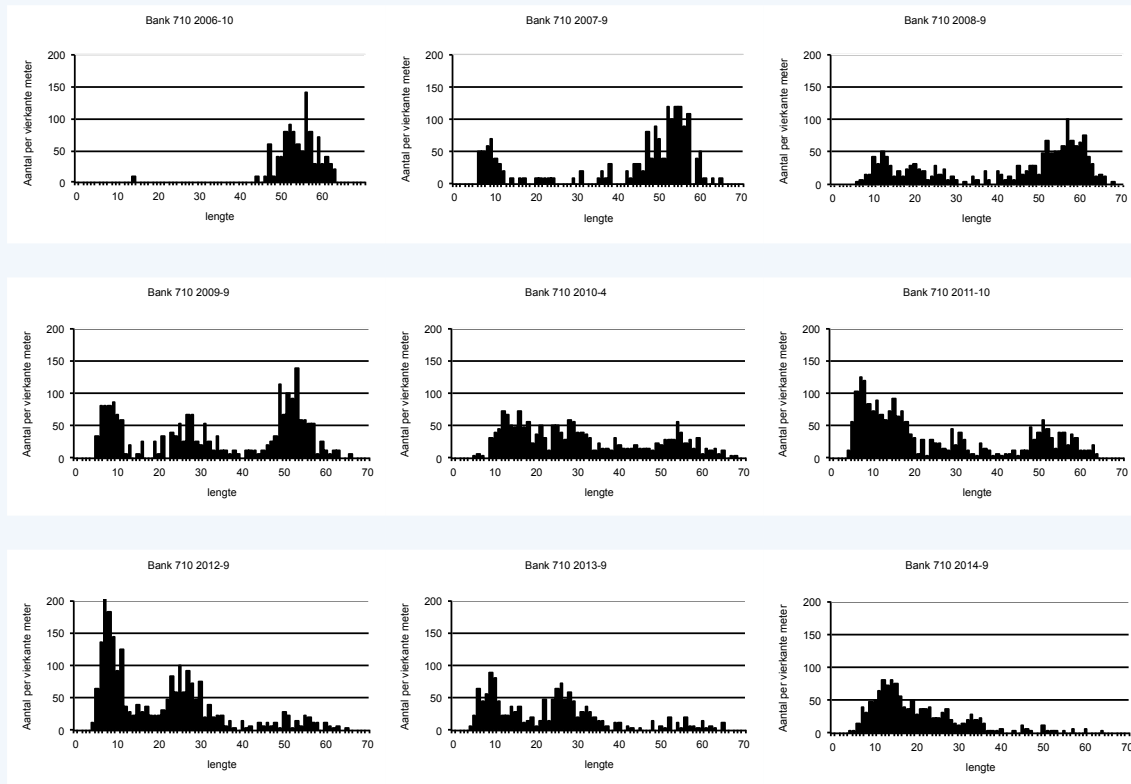 Bank 710 2006-10
Aantal per vierkante meter
200
150
100
50
0
0 10 20 30 40 50 60 70
lengte
Bank 710 2007-9
Aantal per vierkante meter
200
150
100
50
0
0 10 20 30 40 50 60 70
lengte
Bank 710 2008-9
Aantal per vierkante meter
200
150
100
50
0
0 10 20 30 40 50 60 70
lengte
Bank 710 2009-9
Aantal per vierkante meter
200
150
100
50
0
0 10 20 30 40 50 60 70
lengte
Bank 710 2010-4
Aantal per vierkante meter
200
150
100
50
0
0 10 20 30 40 50 60 70
lengte
Bank 710 2011-10
Aantal per vierkante meter
200
150
100
50
0
0 10 20 30 40 50 60 70
lengte
Bank 710 2012-9
Aantal per vierkante meter
200
150
100
50
0
0 10 20 30 40 50 60 70
lengte
Bank 710 2013-9
Aantal per vierkante meter
200
150
100
50
0
0 10 20 30 40 50 60 70
lengte
Bank 710 2014-9
Aantal per vierkante meter
200
150
100
50
0
0 10 20 30 40 50 60 70
lengte